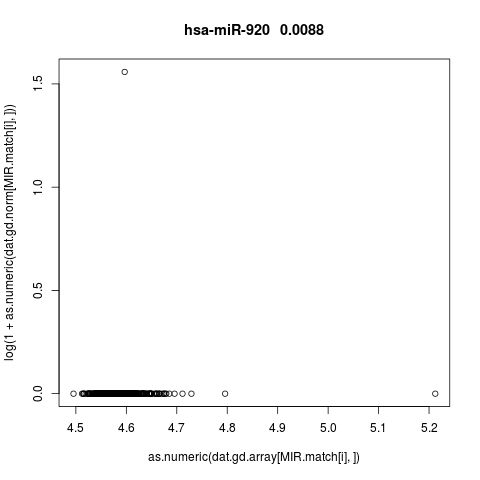 hsa-miR-920 0.0088
log(1 + as.numeric(dat.gd.norm[MIR.match[i], ]))
1.5
1.0
0.5
0.0
4.5 4.6 4.7 4.8 4.9 5.0 5.1 5.2
as.numeric(dat.gd.array[MIR.match[i], ])